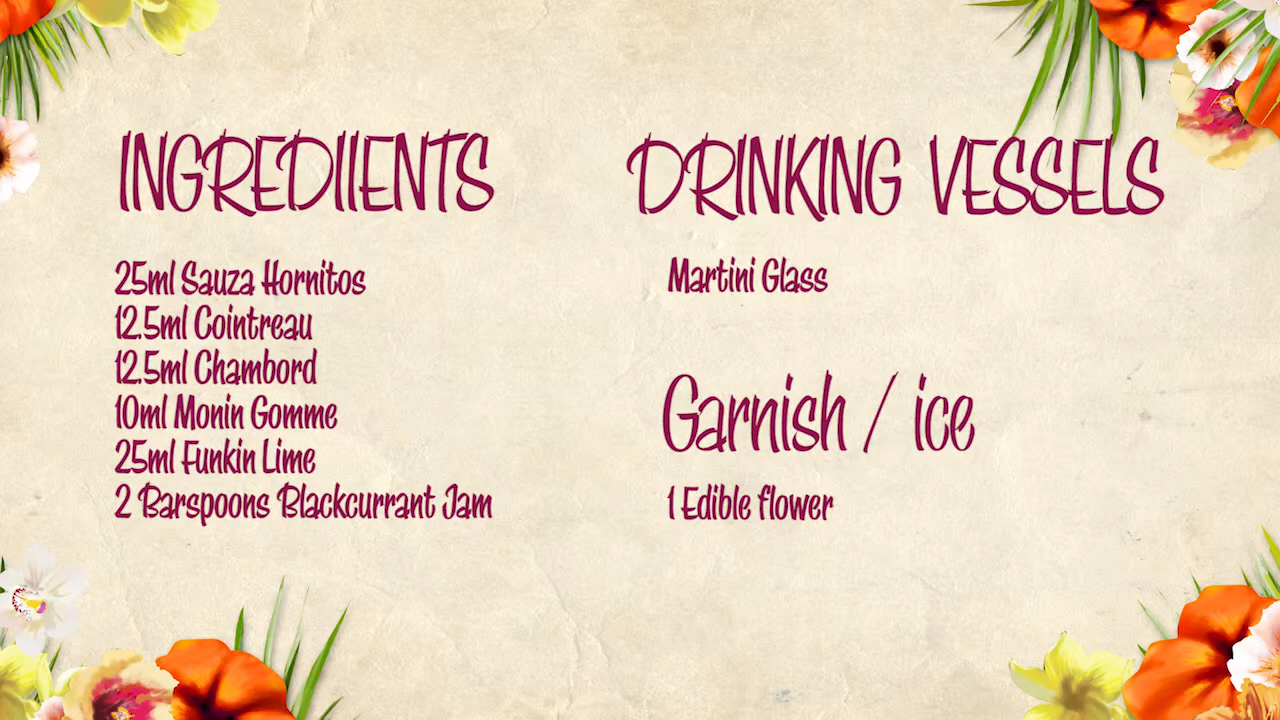 INGREDIIENTS
25ml Sauza Hornitos
12.5ml Cointreau
12.5ml Chambord
10ml Monin Gomme
25ml Funkin Lime
2 Barspoons Blackcurrant Jam
DRINKING VESSELS
Martini Glass
Garnish / ice
1 Edible flower